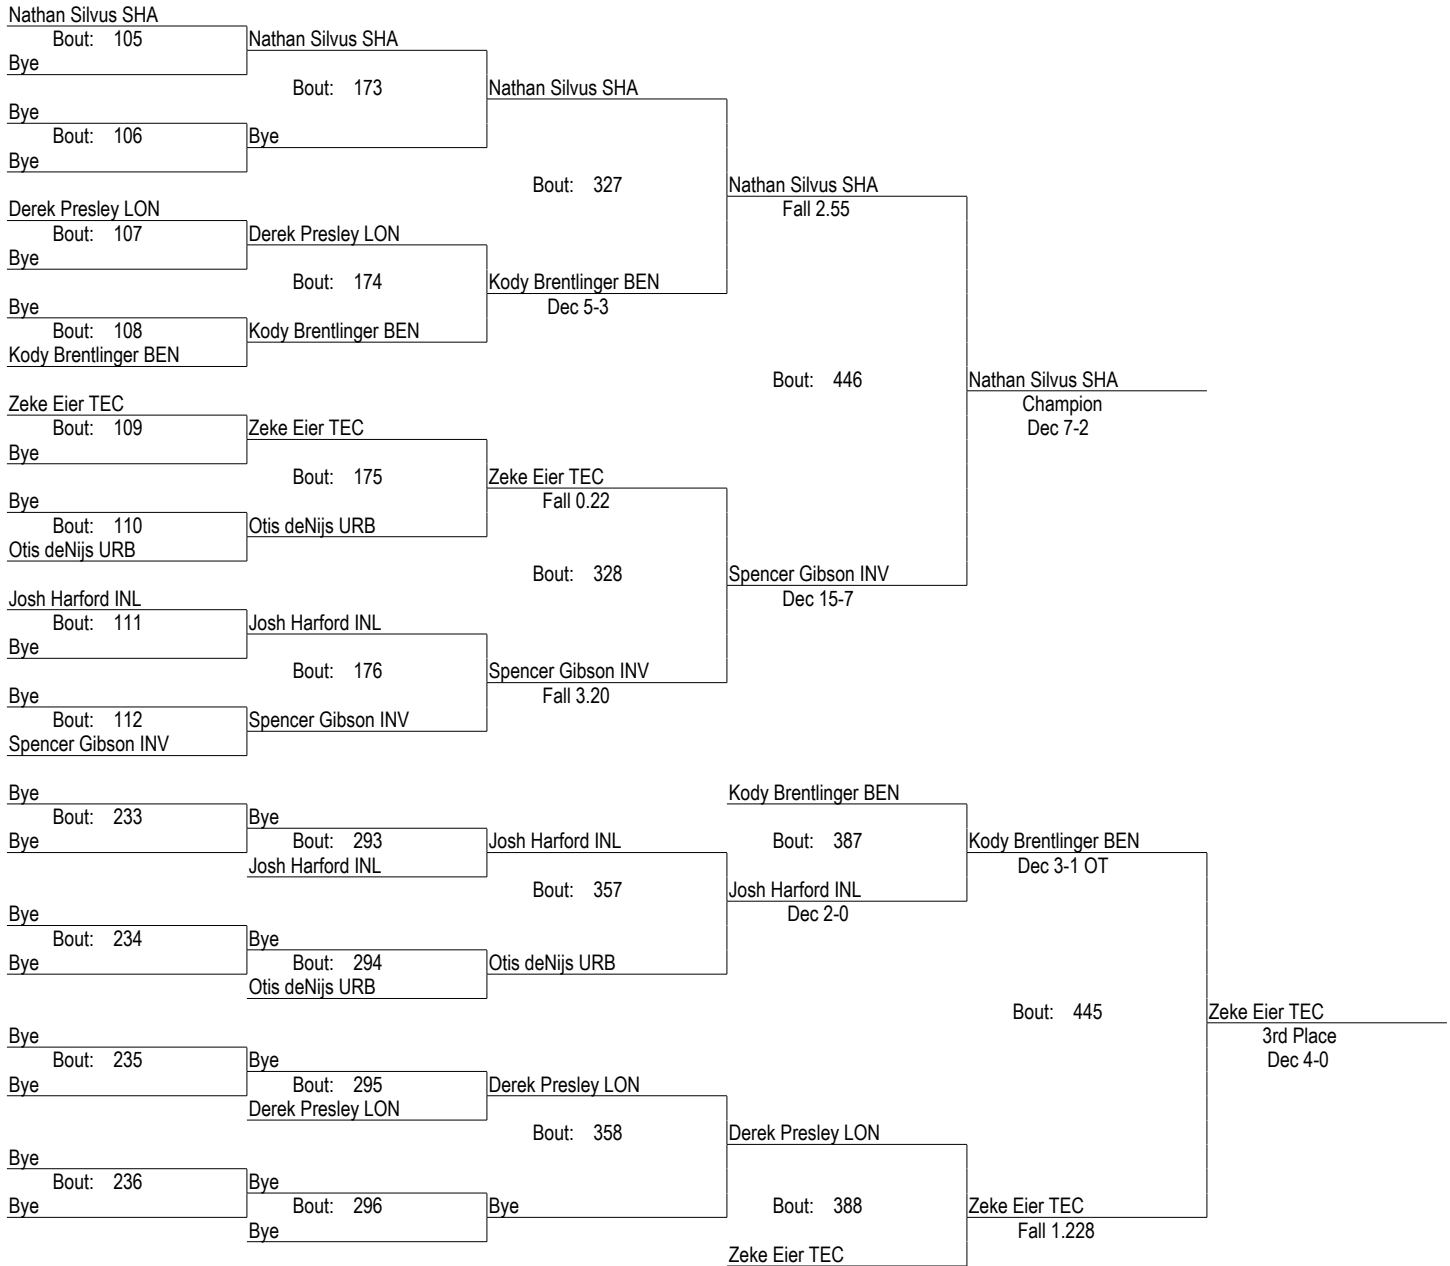 Nathan Silvus SHA
Bout: 105 Nathan Silvus SHA
Bye
Bout: 173 Nathan Silvus SHA
Bye
Bout: 106 Bye
Bye
Bout: 327 Nathan Silvus SHA
Derek Presley LON Fall 2.55
Bout: 107 Derek Presley LON
Bye
Bout: 174 Kody Brentlinger BEN
Bye Dec 5-3
Bout: 108 Kody Brentlinger BEN
Kody Brentlinger BEN
Bout: 446 Nathan Silvus SHA
Zeke Eier TEC Champion
Bout: 109 Zeke Eier TEC Dec 7-2
Bye
Bout: 175 Zeke Eier TEC
Bye Fall 0.22
Bout: 110 Otis deNijs URB
Otis deNijs URB
Bout: 328 Spencer Gibson INV
Josh Harford INL Dec 15-7
Bout: 111 Josh Harford INL
Bye
Bout: 176 Spencer Gibson INV
Bye Fall 3.20
Bout: 112 Spencer Gibson INV
Spencer Gibson INV
Bye Kody Brentlinger BEN
Bout: 233 Bye
Bye Bout: 293 Josh Harford INL Bout: 387 Kody Brentlinger BEN
Josh Harford INL Dec 3-1 OT
Bout: 357 Josh Harford INL
Bye Dec 2-0
Bout: 234 Bye
Bye Bout: 294 Otis deNijs URB
Otis deNijs URB
Bout: 445 Zeke Eier TEC
Bye 3rd Place
Bout: 235 Bye Dec 4-0
Bye Bout: 295 Derek Presley LON
Derek Presley LON
Bout: 358 Derek Presley LON
Bye
Bout: 236 Bye
Bye Bout: 296 Bye Bout: 388 Zeke Eier TEC
Bye Fall 1.228
Zeke Eier TEC